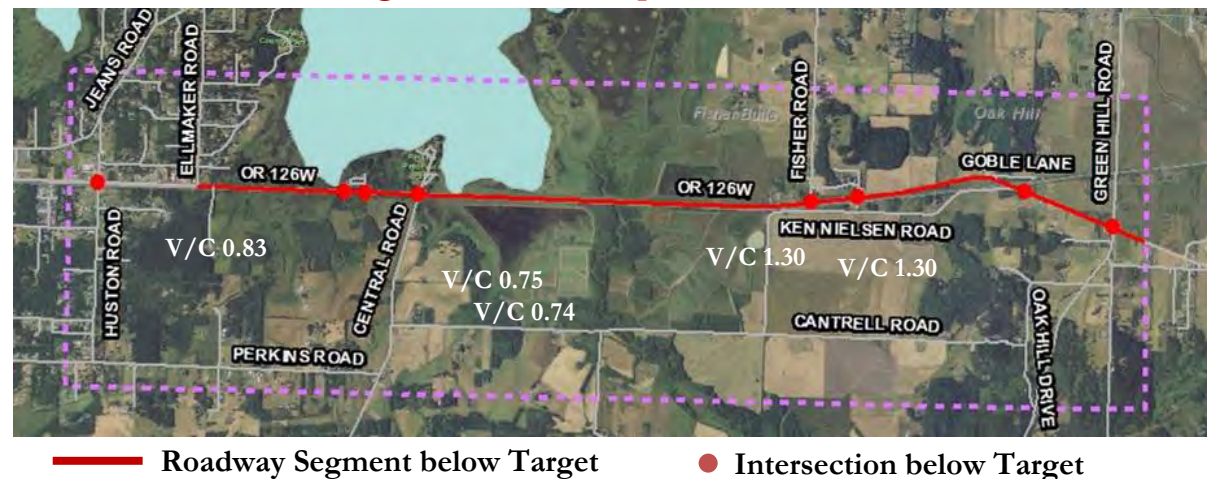 JEANS ROAD
ELLMAKER ROAD
OR 126W
HUSTON ROAD
V/C 0.83
PERKINS ROAD
CENTRAL ROAD
V/C 0.75
V/C 0.74
OR 126W
FISHER ROAD
Oak Hill
GOBLE LANE
GREEN HILL ROAD
KEN NIELSEN ROAD
V/C 1.30
V/C 1.30
CANTRELL ROAD
OAK HILL DRIVE
Roadway Segment below Target
Intersection below Target